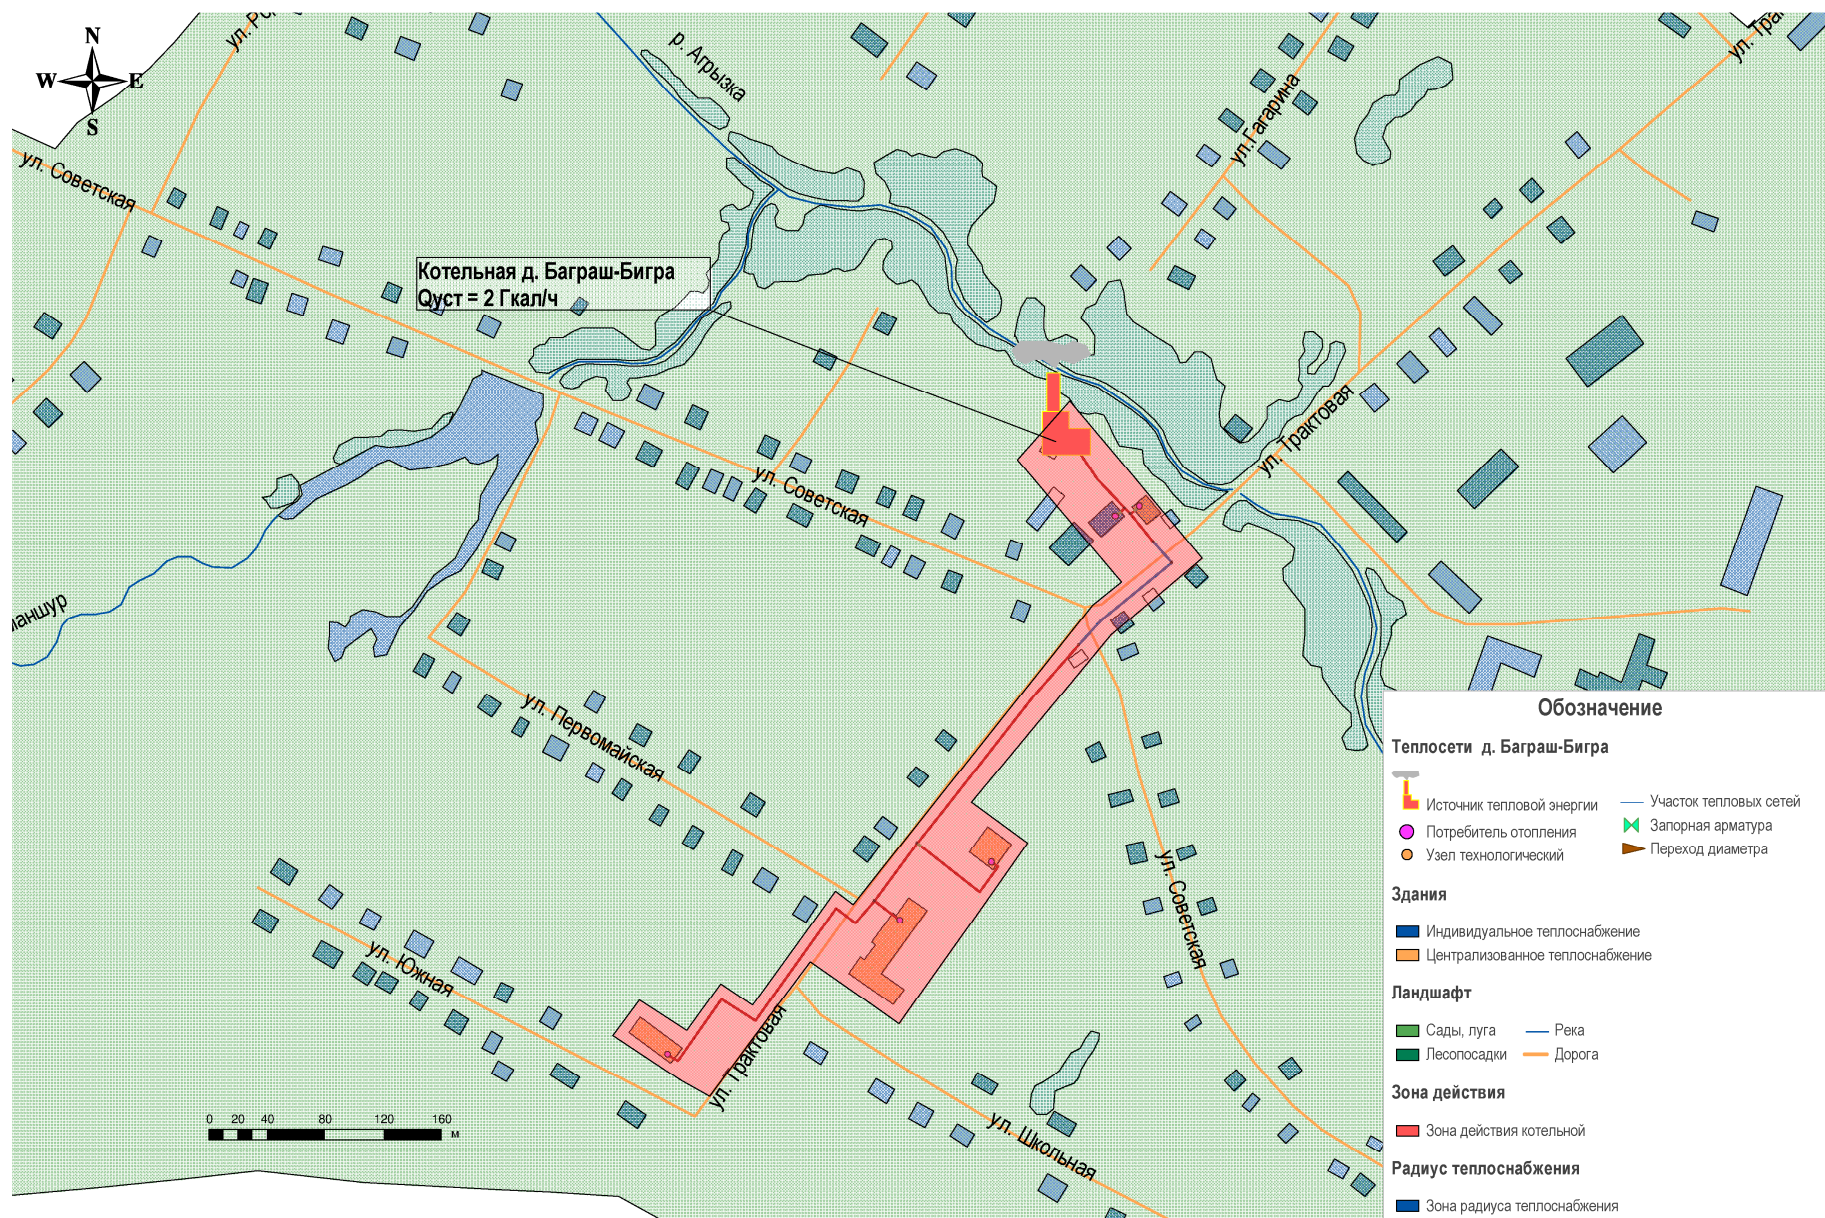 N
W E
S
р. Агрызка
ул.Гагарина
ул. Советская
Котельная д. Баграш-Бигра
Qуст = 2 Гкал/ч
ул. Трактовая
ул. Советская
ул. Первомайская
ул. Советская
ул. Южная
ул. Трактовая
ул. Школьная
0 20 40 80 120 160
м
Обозначение
Теплосети д. Баграш-Бигра
Источник тепловой энергии
Потребитель отопления
Узел технологический
Участок тепловых сетей
Запорная арматура
Переход диаметра
Здания
Индивидуальное теплоснабжение
Централизованное теплоснабжение
Ландшафт
Сады, луга
Река
Лесопосадки
Дорога
Зона действия
Зона действия котельной
Радиус теплоснабжения
Зона радиуса теплоснабжения